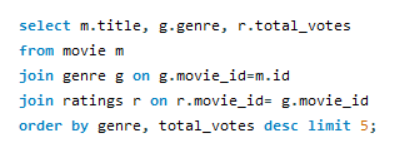 select m.title, g.genre, r.total_votes
from movie m
join genre g on g.movie_id=m.id
join ratings r on r.movie_id= g.movie_id
order by genre, total_votes desc limit 5;